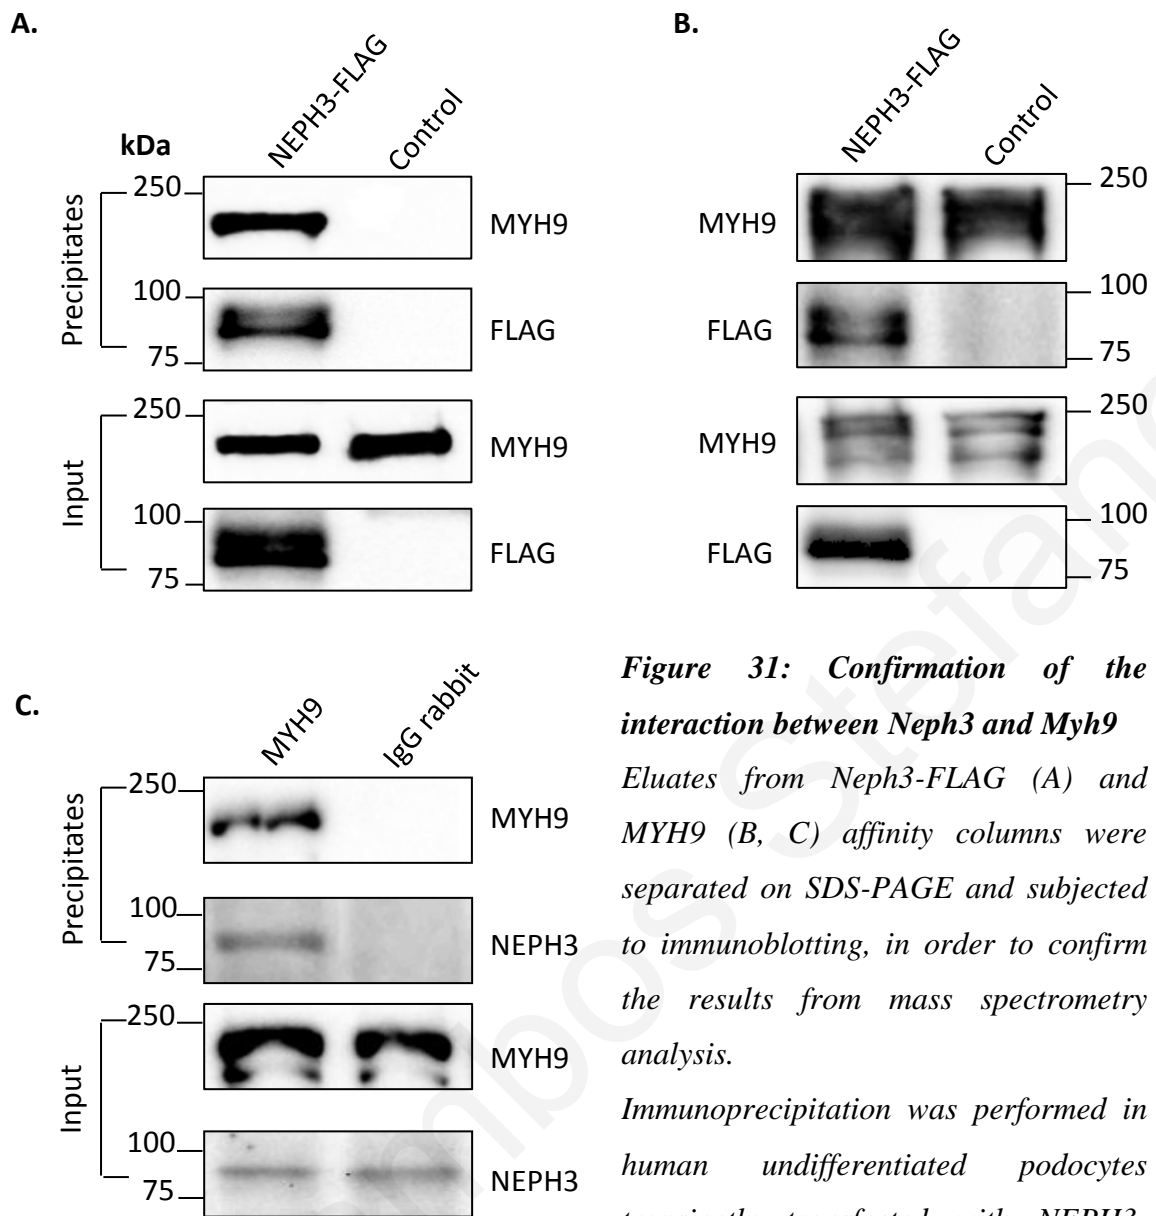 A.
NEPH3-FLAG
Control
kDa
Precipitates
250
MYH9
100
FLAG
75
Input
250
MYH9
100
FLAG
75
B.
NEPH3-FLAG
Control
MYH9
250
FLAG
100
75
MYH9
250
FLAG
100
75
C.
MYH9
IgG rabbit
Precipitates
250
MYH9
100
NEPH3
75
Input
250
MYH9
100
NEPH3
75
Figure 31: Confirmation of the
interaction between Neph3 and Myh9
Eluates from Neph3-FLAG (A) and
MYH9 (B, C) affinity columns were
separated on SDS-PAGE and subjected
to immunoblotting, in order to confirm
the results from mass spectrometry
analysis.
Immunoprecipitation was performed in
human undifferentiated podocytes
transiently transfected with NEPH3-